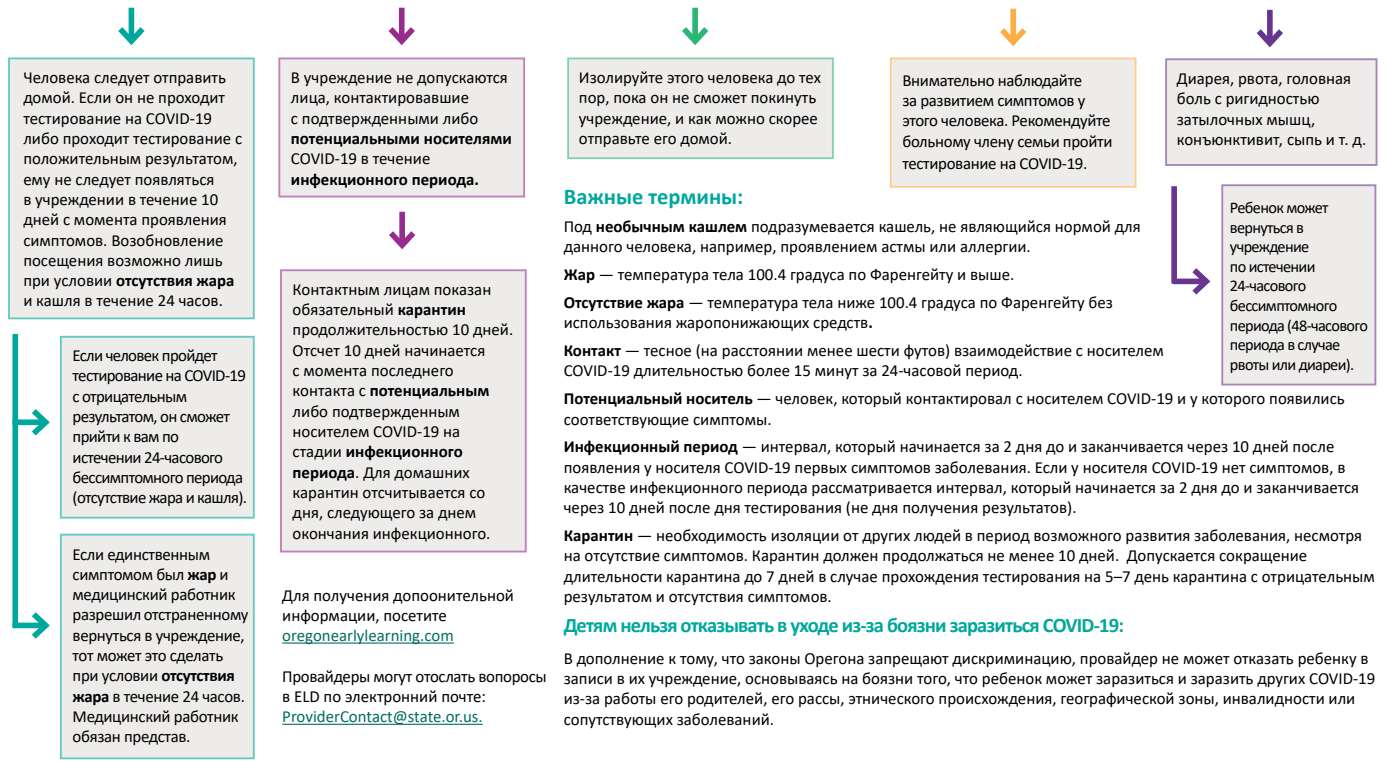 Человека следует отправить
домой. Если он не проходит
тестирование на COVID-19
либо проходит тестирование с
положительным результатом,
ему не следует появляться
в учреждении в течение 10
дней с момента проявления
симптомов. Возобновление
посещения возможно лишь
при условии отсутствия жара
и кашля в течение 24 часов.
Если человек пройдет
тестирование на COVID-19
с отрицательным
результатом, он сможет
прийти к вам по
истечении 24-часового
бессимптомного периода
(отсутствие жара и кашля).
Если единственным
симптомом был жар и
медицинский работник
разрешил отстраненному
вернуться в учреждение,
тот может это сделать
при условии отсутствия
жара в течение 24 часов.
Медицинский работник
обязан представ.
В учреждение не допускаются
лица, контактировавшие
с подтвержденными либо
потенциальными носителями
COVID-19 в течение
инфекционного периода.
Контактным лицам показан
обязательный карантин
продолжительностью 10 дней.
Отсчет 10 дней начинается
с момента последнего
контакта с потенциальным
либо подтвержденным
носителем COVID-19 на
стадии инфекционного
периода. Для домашних
карантин отсчитывается со
дня, следующего за днем
окончания инфекционного.
Для получения допоонительной
информации, посетите
oregonearlylearning.com
Провайдеры могут отослать вопоросы
в ELD по электронний почте:
ProviderContact@state.or.us.
Изолируйте этого человека до тех
пор, пока он не сможет покинуть
учреждение, и как можно скорее
отправьте его домой.
Внимательно наблюдайте
за развитием симптомов у
этого человека. Рекомендуйте
больному члену семьи пройти
тестирование на COVID-19.
Диарея, рвота, головная
боль с ригидностью
затылочных мышц,
конъюнктивит, сыпь и т. д.
Ребенок может
вернуться в
учреждение
по истечении
24-часового
бессимптомного
периода (48-часового
периода в случае
рвоты или диареи).
Важные термины:
Под необычным кашлем подразумевается кашель, не являющийся нормой для
данного человека, например, проявлением астмы или аллергии.
Жар — температура тела 100.4 градуса по Фаренгейту и выше.
Отсутствие жара — температура тела ниже 100.4 градуса по Фаренгейту без
использования жаропонижающих средств.
Контакт — тесное (на расстоянии менее шести футов) взаимодействие с носителем
COVID-19 длительностью более 15 минут за 24-часовой период.
Потенциальный носитель — человек, который контактировал с носителем COVID-19 и у которого появились
соответствующие симптомы.
Инфекционный период — интервал, который начинается за 2 дня до и заканчивается через 10 дней после
появления у носителя COVID-19 первых симптомов заболевания. Если у носителя COVID-19 нет симптомов, в
качестве инфекционного периода рассматривается интервал, который начинается за 2 дня до и заканчивается
через 10 дней после дня тестирования (не дня получения результатов).
Карантин — необходимость изоляции от других людей в период возможного развития заболевания, несмотря
на отсутствие симптомов. Карантин должен продолжаться не менее 10 дней. Допускается сокращение
длительности карантина до 7 дней в случае прохождения тестирования на 5–7 день карантина с отрицательным
результатом и отсутствия симптомов.
Детям нельзя отказывать в уходе из-за боязни заразиться COVID-19:
В дополнение к тому, что законы Орегона запрещают дискриминацию, провайдер не может отказать ребенку в
записи в их учреждение, основываясь на боязни того, что ребенок может заразиться и заразить других COVID-19
из-за работы его родителей, его рассы, этнического происхождения, географической зоны, инвалидности или
сопутствующих заболеваний.